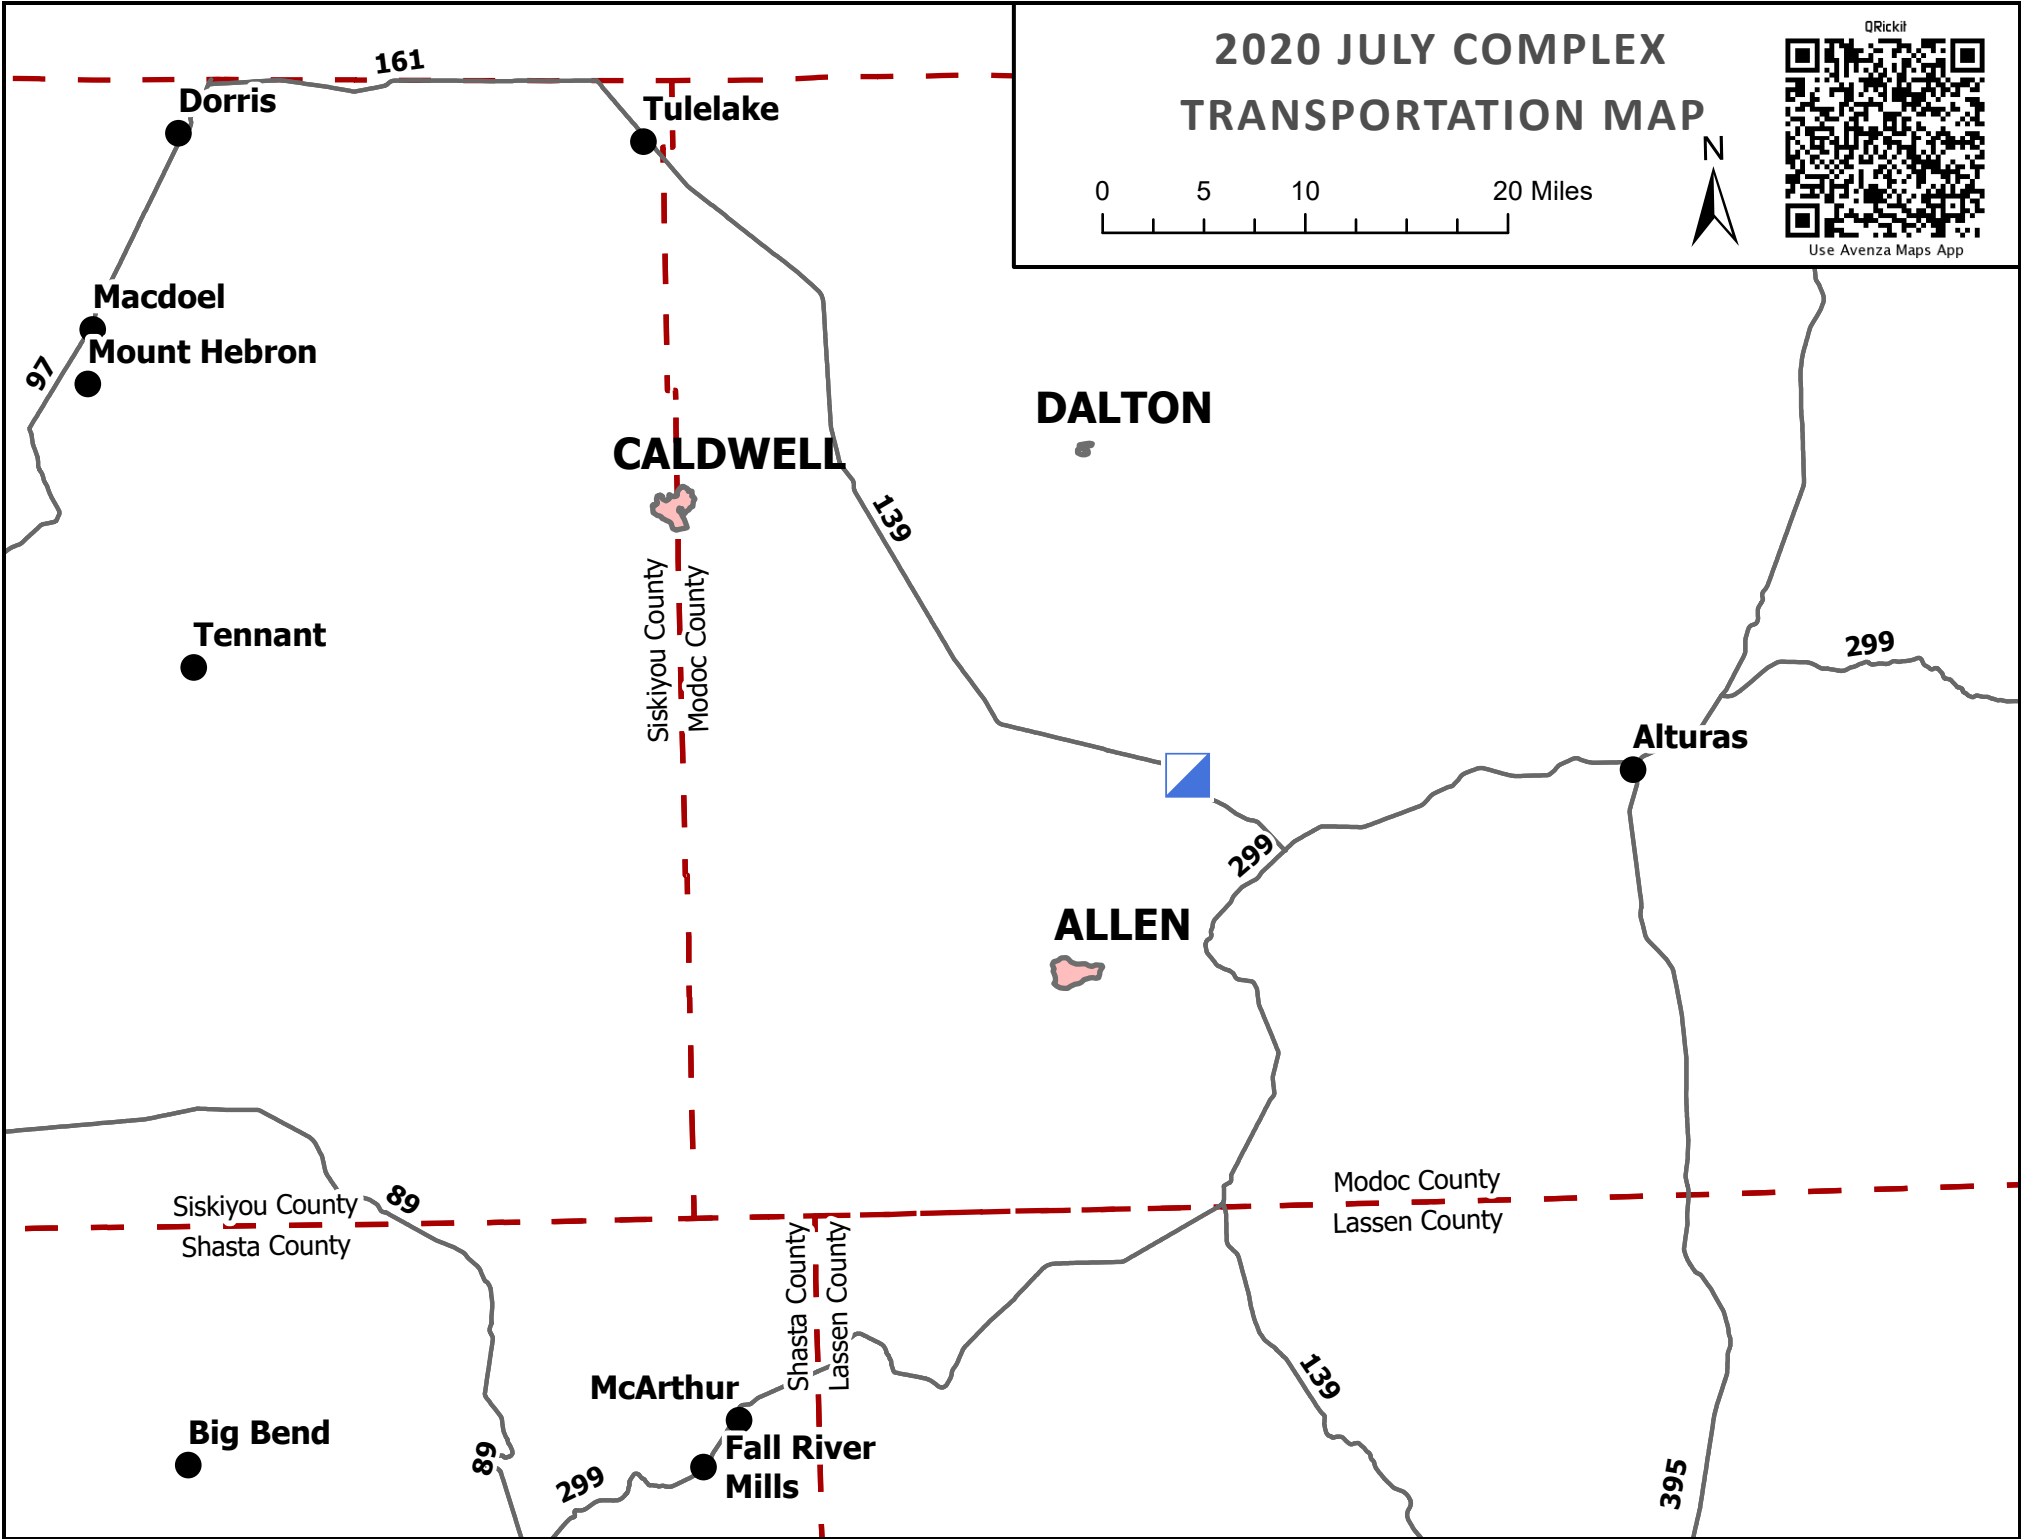 2020 JULY COMPLEX
TRANSPORTATION MAP
QRickit
N
0 5 10 20 Miles
Use Avenza Maps App
161
Dorris
Tulelake
Macdoel
Mount Hebron
97
DALTON
CALDWELL
139
Siskiyou County
Modoc County
Tennant
299
Alturas
299
ALLEN
Modoc County
Lassen County
89
Siskiyou County
Shasta County
Shasta County
Lassen County
McArthur
139
Big Bend
Fall River
Mills
89
299
395